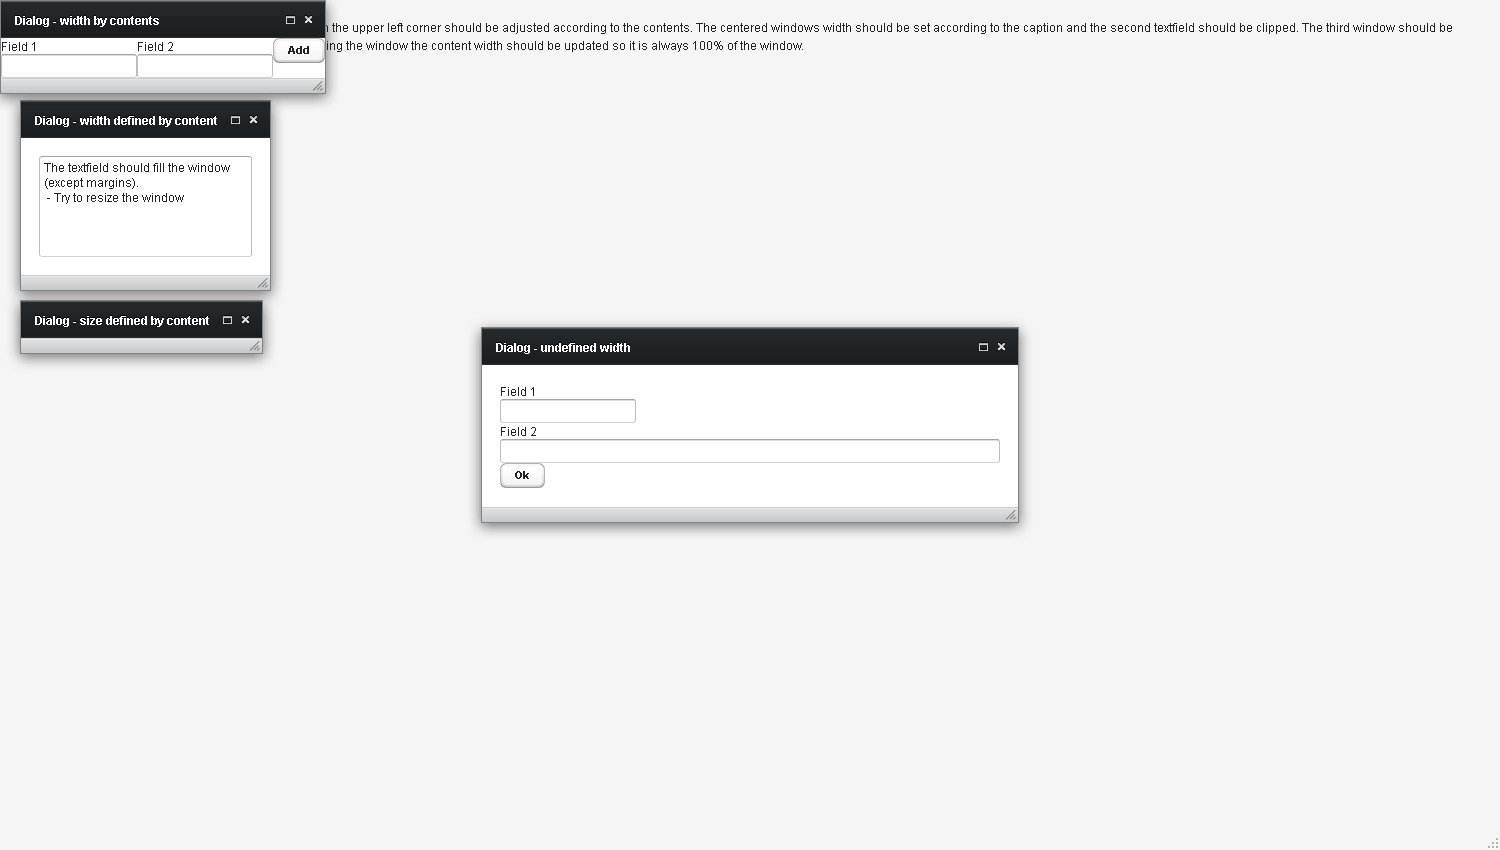 Dialog - width by contents
the upper left corner should be adjusted according to the contents. The centered windows width should be set according to the caption and the second textfield should be clipped. The third window should be
Field 1 Field 2 Add
the window the content width should be updated so it is always 100% of the window.
Dialog - width defined by content
The textfield should fill the window
(except margins).
- Try to resize the window
Dialog - size defined by content
Dialog - undefined width
Field 1
Field 2
Ok